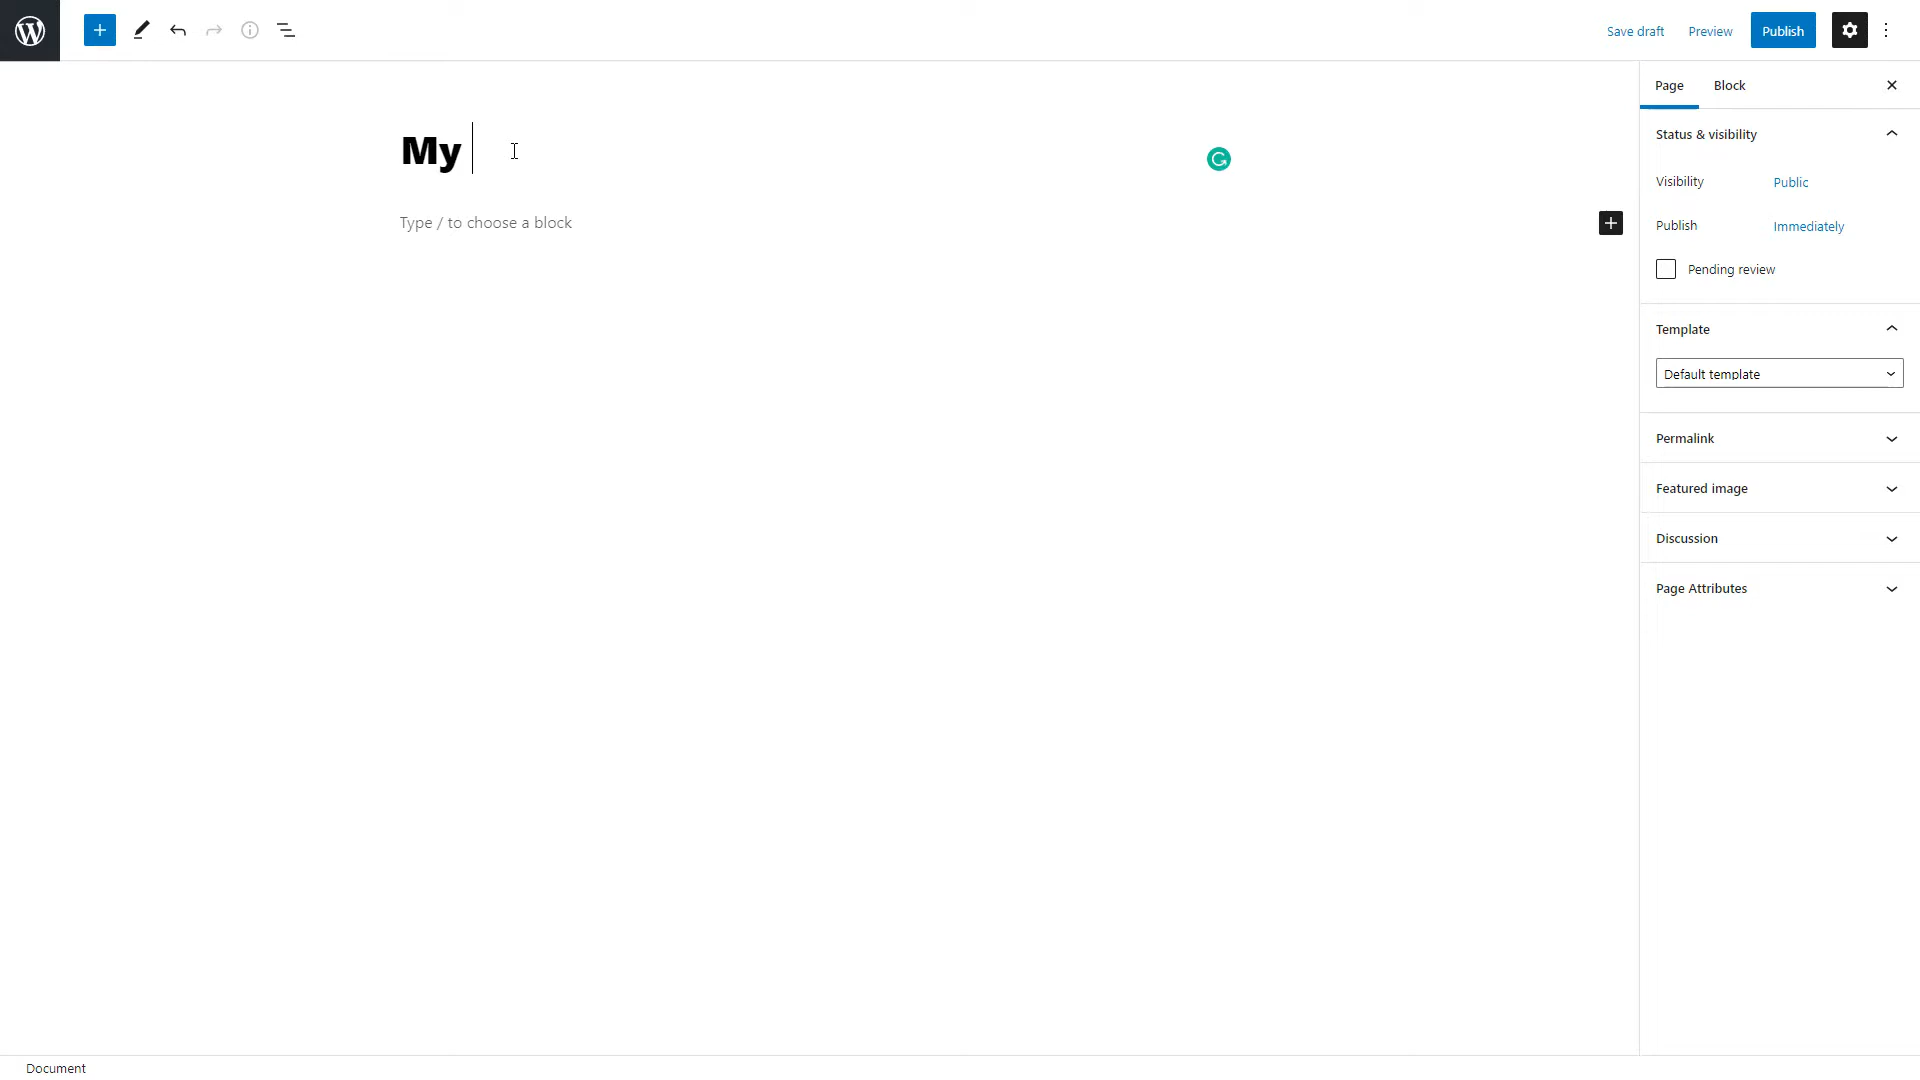 Save draft Preview Publish
Page Block
My
Type / to choose a block
Status & visibility
Visibility Public
Publish Immediately
Pending review
Template
Default template
Permalink
Featured image
Discussion
Page Attributes
Document